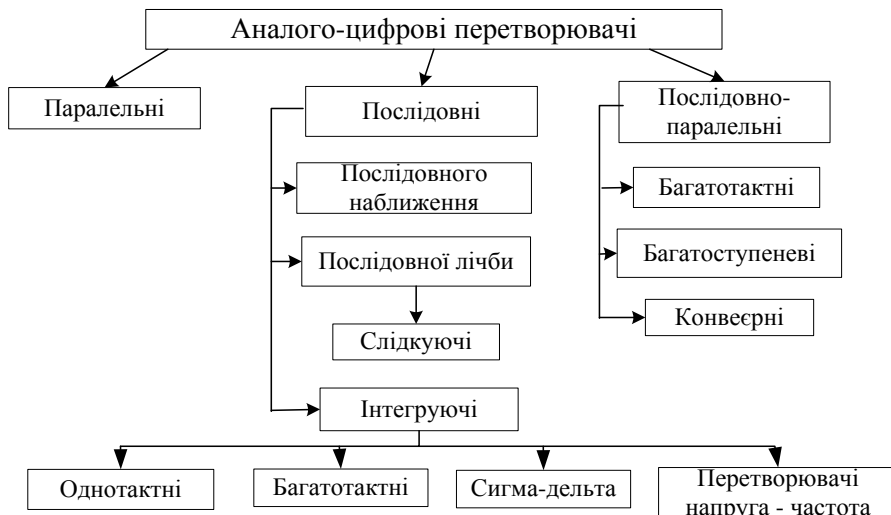 Аналого-цифрові перетворювачі
Паралельні
Послідовні
Послідовно-
паралельні
Послідовного
наближення
Багатотактні
Послідовної лічби
Багатоступеневі
Слідкуючі
Конвеєрні
Інтегруючі
Однотактні
Багатотактні
Сигма-дельта
Перетворювачі
напруга - частота